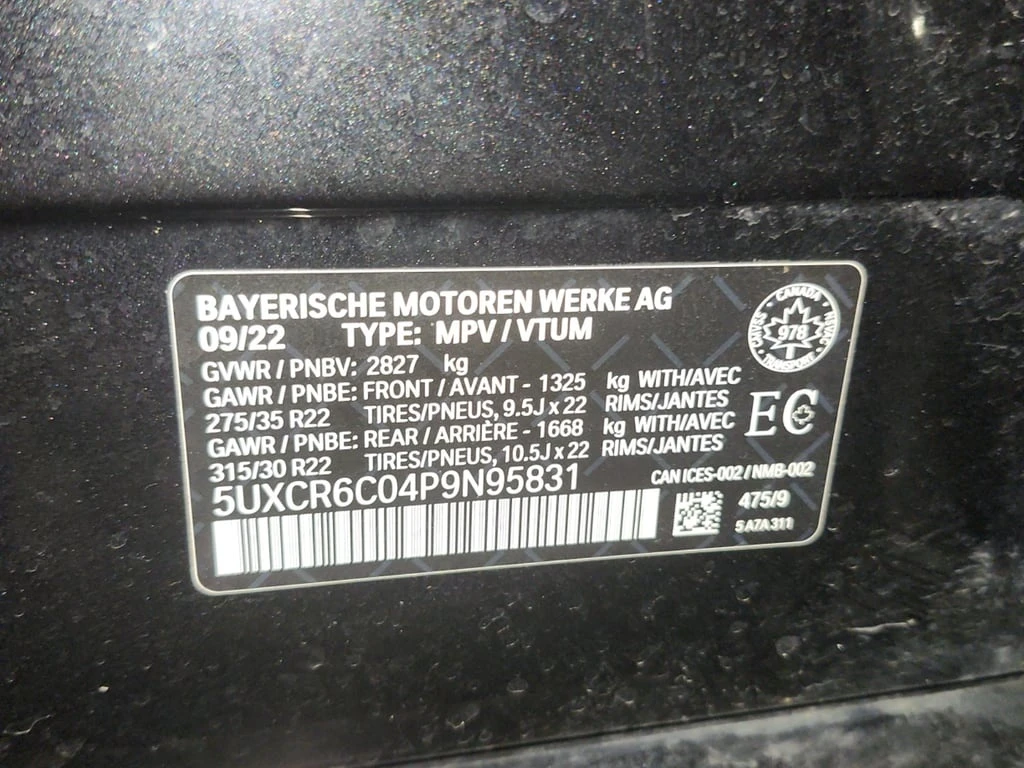 BAYERISCHE MOTOREN WERKE AG
09/22 TYPE: MPV / VTUM
GVWR / PNBV: 2827 kg
GAWR / PNBE: FRONT / AVANT - 1325 kg WITH/AVEC
275/35 R22 TIRES/PNEUS, 9.5J x 22 RIMS/JANTES
GAWR / PNBE: REAR / ARRIÈRE - 1668 kg WITH/AVEC
315/30 R22 TIRES/PNEUS, 10.5J x 22 RIMS/JANTES
5UXCR6C04P9N95831
CANADA
978
TRANSPORT
EC
CAN ICES-002 / NMB-002
475/9
5A7A311